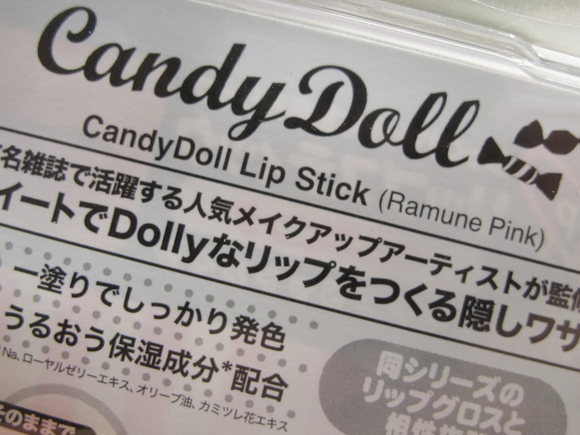 CandyDoll
CandyDoll Lip Stick (Ramune Pink)
名雑誌で活躍する人気メイクアップアーティストが監修
イートでDollyなリップをつくる隠しワザ
一塗りでしっかり発色
うるおう保湿成分*配合
Na、ローヤルゼリーエキス、オリーブ油、カミツレ花エキス
同シリーズの
リップグロスと
そのままで